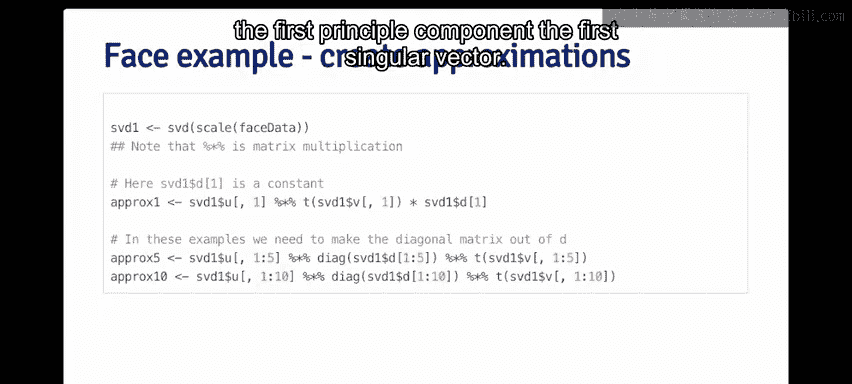 the first principle component the first
singular vector.
Face example - create approximations
svd1 <- svd(scale(faceData))
## Note that %*% is matrix multiplication
# Here svd1$d[1] is a constant
approx1 <- svd1$u[, 1] %*% t(svd1$v[, 1]) * svd1$d[1]
# In these examples we need to make the diagonal matrix out of d
approx5 <- svd1$u[, 1:5] %*% diag(svd1$d[1:5]) %*% t(svd1$v[, 1:5])
approx10 <- svd1$u[, 1:10] %*% diag(svd1$d[1:10]) %*% t(svd1$v[, 1:10])